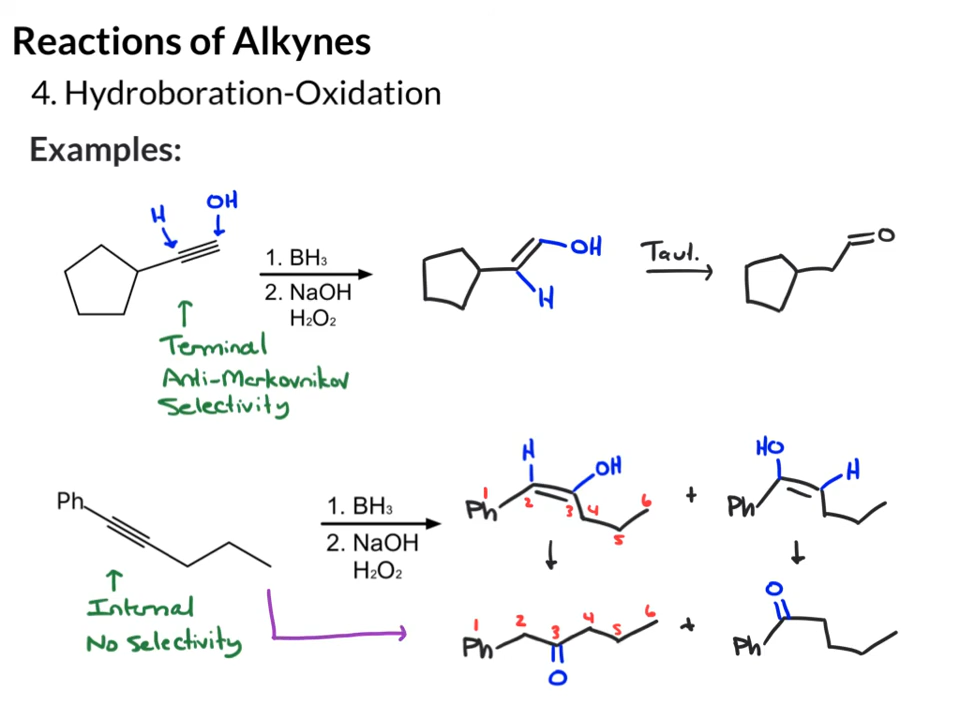 Reactions of Alkynes
4. Hydroboration-Oxidation
Examples:
H
OH
1. BH₃
2. NaOH
H₂O₂
OH
H
Taut.
O
↑
Terminal
Anti-Markovnikov
Selectivity
Ph
1. BH₃
2. NaOH
H₂O₂
H
OH
1
Ph
2
3
4
5
6
+
HO
H
Ph
↑
Internal
No Selectivity
1
2
3
4
5
6
Ph
O
+
O
Ph